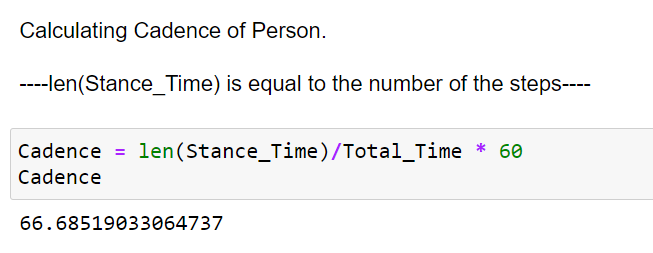 Calculating Cadence of Person.
----len(Stance_Time) is equal to the number of the steps----
Cadence = len(Stance_Time)/Total_Time * 60
Cadence
66.68519033064737